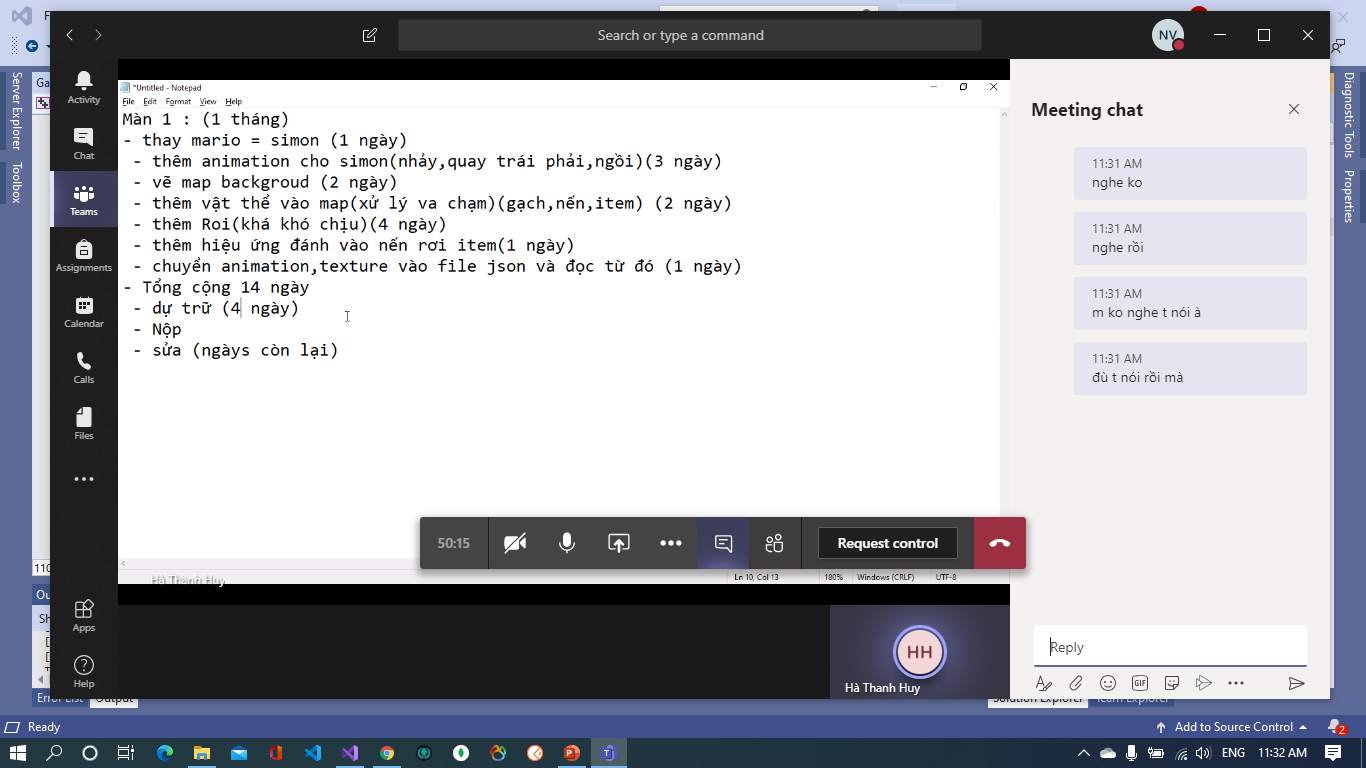 F
Search or type a command
NV
Server Explorer
Toolbox
Ga
Activity
Chat
Teams
Assignments
Calendar
Calls
Files
Apps
Help
*Untitled - Notepad
File Edit Format View Help
Màn 1 : (1 tháng)
- thay mario = simon (1 ngày)
- thêm animation cho simon(nhảy,quay trái phải,ngồi)(3 ngày)
- vẽ map backgroud (2 ngày)
- thêm vật thể vào map(xử lý va chạm)(gạch,nến,item) (2 ngày)
- thêm Roi(khá khó chịu)(4 ngày)
- thêm hiệu ứng đánh vào nến rơi item(1 ngày)
- chuyển animation,texture vào file json và đọc từ đó (1 ngày)
- Tổng cộng 14 ngày
- dự trữ (4 ngày)
- Nộp
- sửa (ngàys còn lại)
50:15
Request control
Hà Thanh Huy
Ln 10, Col 13 180% Windows (CRLF) UTF-8
HH
Hà Thanh Huy
Meeting chat
11:31 AM
nghe ko
11:31 AM
nghe rồi
11:31 AM
m ko nghe t nói à
11:31 AM
đù t nói rồi mà
Reply
GIF
Diagnostic Tools
Properties
110
Ou
Sh
Error List Output
Solution Explorer Team Explorer
Ready
Add to Source Control
2
ENG 11:32 AM